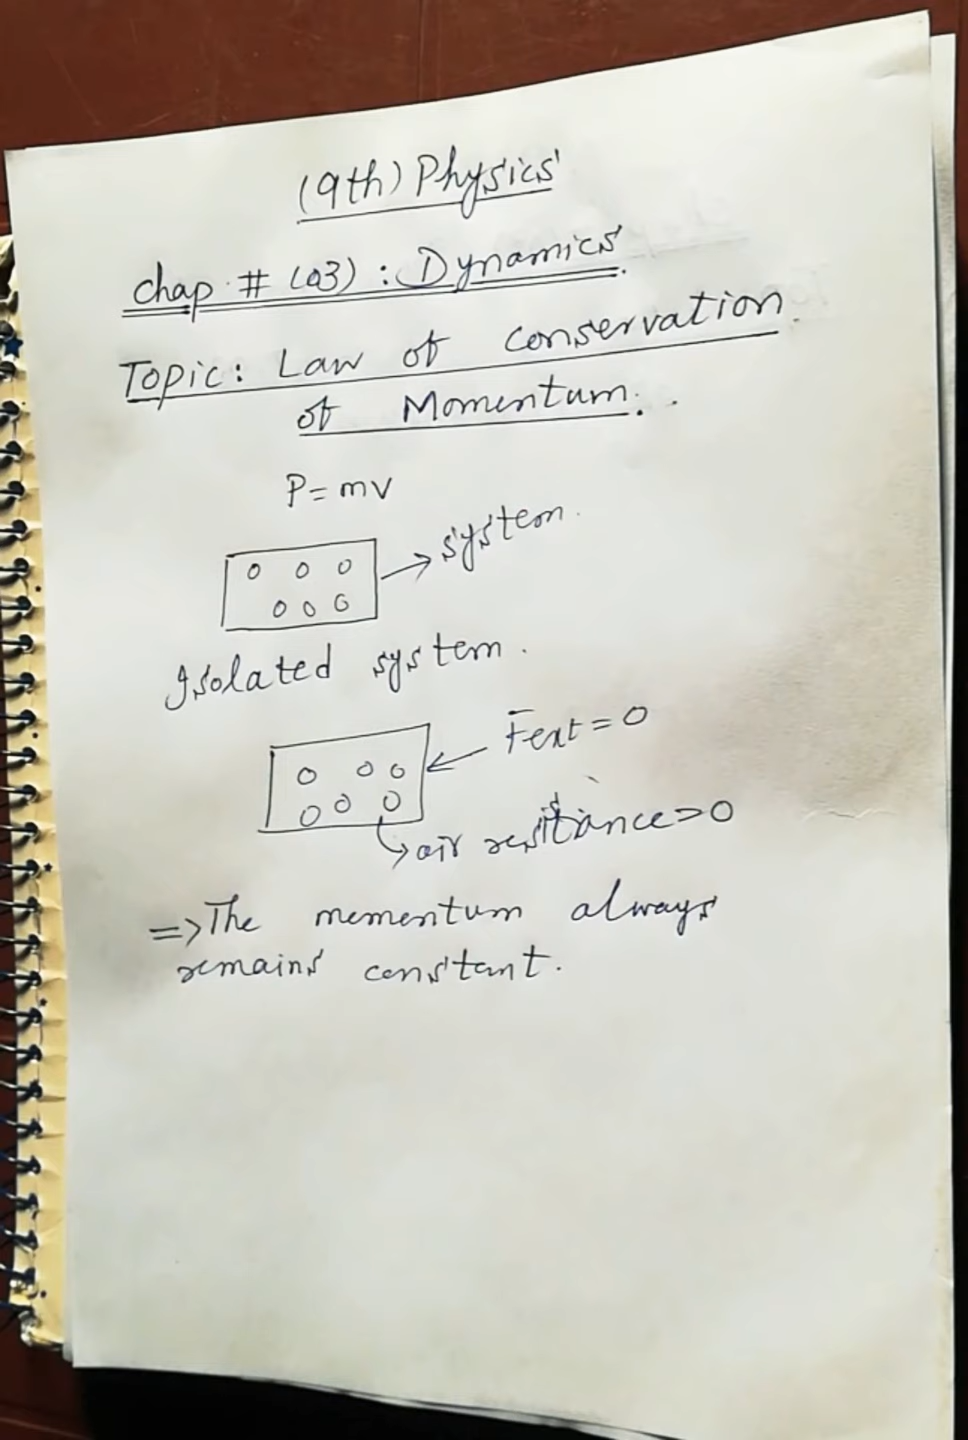 (9th) Physics
Chap # (03) : Dynamics.
Topic: Law of Conservation
of Momentum.
P = mv
system.
Isolated system.
Fext = 0
air resistance > 0
=> The momentum always
remains constant.